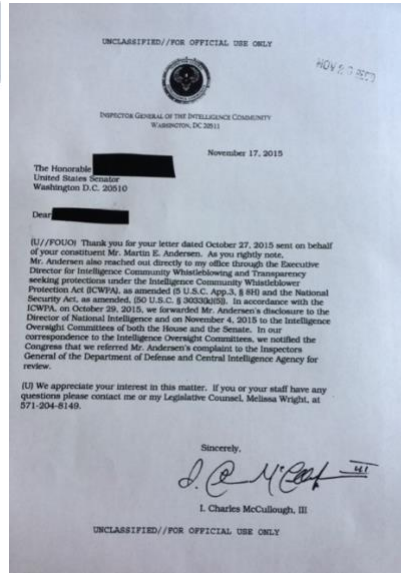 UNCLASSIFIED//FOR OFFICIAL USE ONLY
INSPECTOR GENERAL OF THE INTELLIGENCE COMMUNITY
WASHINGTON, DC 20511
November 17, 2015
The Honorable
United States Senator
Washington D.C. 20510
Dear
(U//FOUO) Thank you for your letter dated October 27, 2015 sent on behalf
of your constituent Mr. Martin E. Andersen. As you rightly note,
Mr. Andersen also reached out directly to my office through the Executive
Director for Intelligence Community Whistleblowing and Transparency
seeking protections under the Intelligence Community Whistleblower
Protection Act (ICWPA), as amended (5 U.S.C. App.3, § 8H) and the National
Security Act, as amended, (50 U.S.C. § 3033(k)(5)). In accordance with the
ICWPA, on October 29, 2015, we forwarded Mr. Andersen's disclosure to the
Director of National Intelligence and on November 4, 2015 to the Intelligence
Oversight Committees of both the House and the Senate. In our
correspondence to the Intelligence Oversight Committees, we notified the
Congress that we referred Mr. Andersen's complaint to the Inspectors
General of the Department of Defense and Central Intelligence Agency for
review.
(U) We appreciate your interest in this matter. If you or your staff have any
questions please contact me or my Legislative Counsel, Melissa Wright, at
571-204-8149.
Sincerely,
I. Charles McCullough, III
UNCLASSIFIED//FOR OFFICIAL USE ONLY